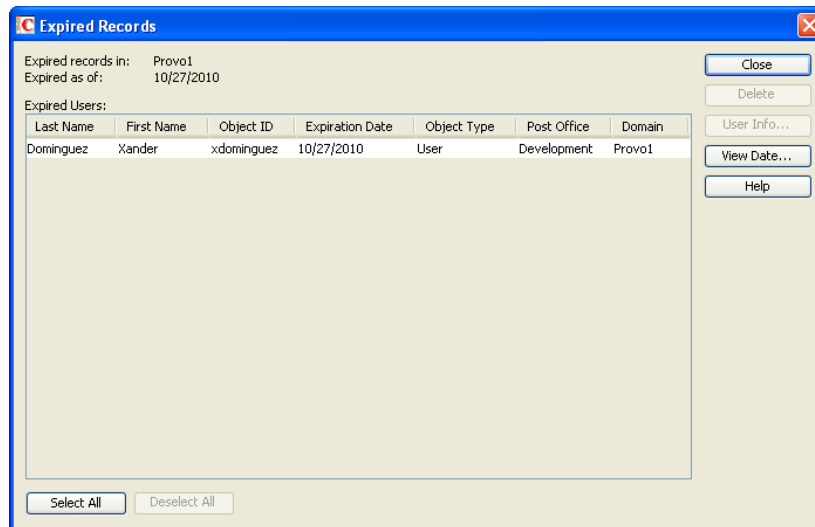 Expired Records
Expired records in: Provo1
Expired as of: 10/27/2010
Expired Users:
Last Name First Name Object ID Expiration Date Object Type Post Office Domain
Dominguez Xander xdominguez 10/27/2010 User Development Provo1
Close
Delete
User Info...
View Date...
Help
Select All Deselect All